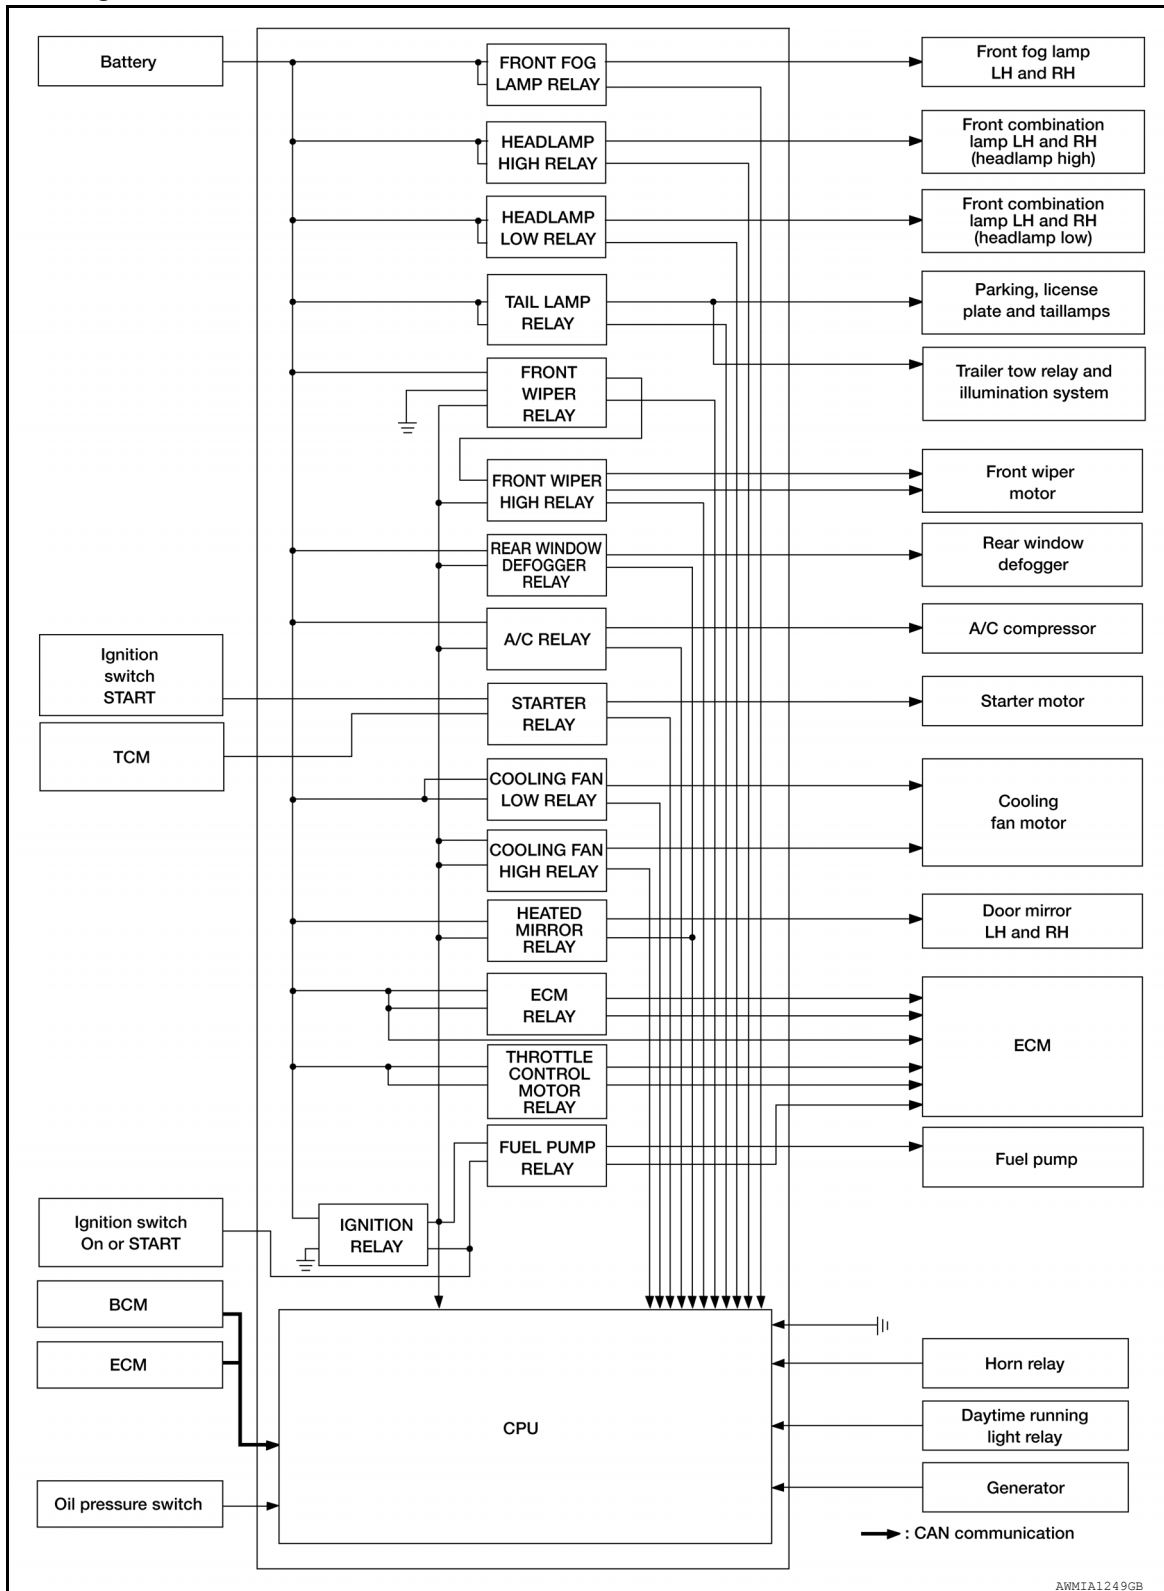 Battery
FRONT FOG
LAMP RELAY
Front fog lamp
LH and RH
HEADLAMP
HIGH RELAY
Front combination
lamp LH and RH
(headlamp high)
HEADLAMP
LOW RELAY
Front combination
lamp LH and RH
(headlamp low)
TAIL LAMP
RELAY
Parking, license
plate and taillamps
FRONT
WIPER
RELAY
Trailer tow relay and
illumination system
FRONT WIPER
HIGH RELAY
Front wiper
motor
REAR WINDOW
DEFOGGER
RELAY
Rear window
defogger
A/C RELAY
A/C compressor
Ignition
switch
START
STARTER
RELAY
Starter motor
TCM
COOLING FAN
LOW RELAY
Cooling
fan motor
COOLING FAN
HIGH RELAY
HEATED
MIRROR
RELAY
Door mirror
LH and RH
ECM
RELAY
ECM
THROTTLE
CONTROL
MOTOR
RELAY
FUEL PUMP
RELAY
Fuel pump
Ignition switch
On or START
IGNITION
RELAY
BCM
ECM
CPU
Horn relay
Daytime running
light relay
Generator
Oil pressure switch
: CAN communication
AWMIA1249GB